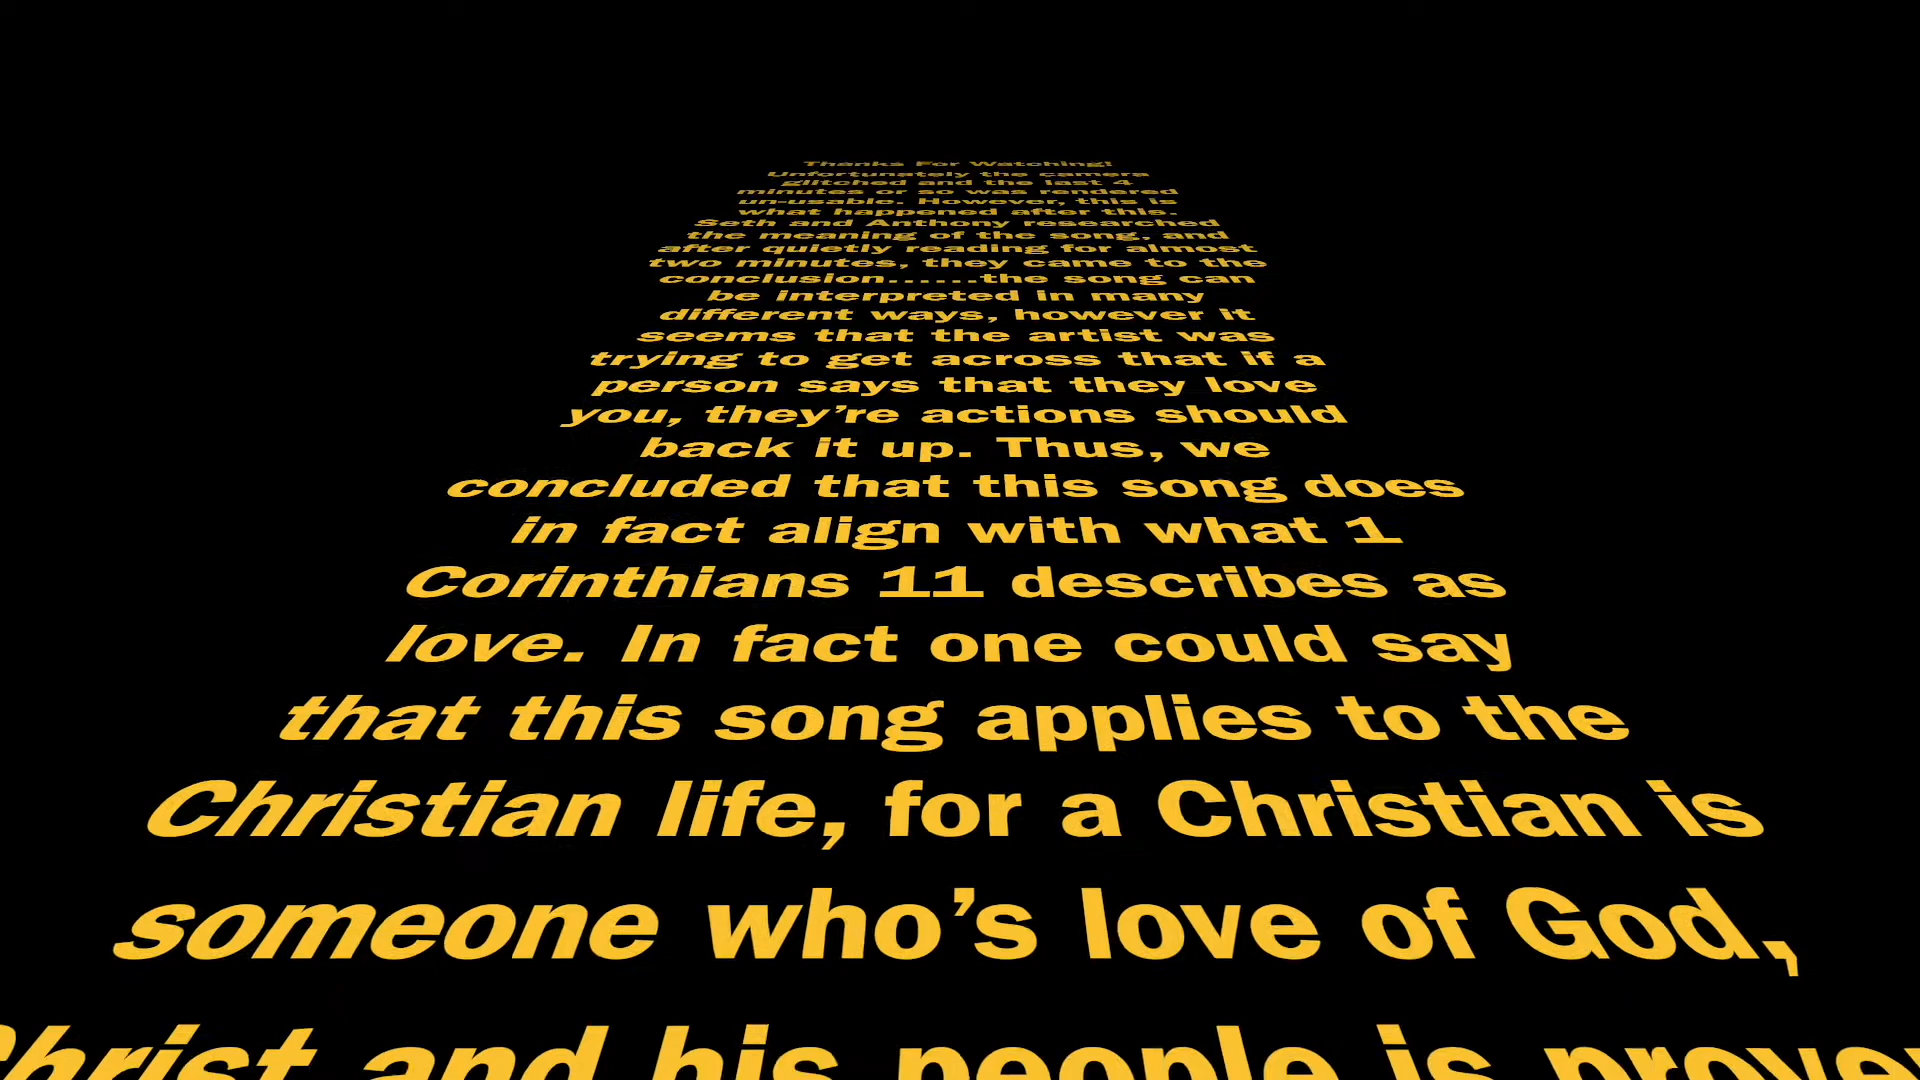 Thanks For Watching!
Unfortunately the camera
glitched and the last 4
minutes or so was rendered
un-usable. However, this is
what happened after this.
Seth and Anthony researched
the meaning of the song, and
after quietly reading for almost
two minutes, they came to the
conclusion......the song can
be interpreted in many
different ways, however it
seems that the artist was
trying to get across that if a
person says that they love
you, they’re actions should
back it up. Thus, we
concluded that this song does
in fact align with what 1
Corinthians 11 describes as
love. In fact one could say
that this song applies to the
Christian life, for a Christian is
someone who’s love of God,
Christ and his people is proven